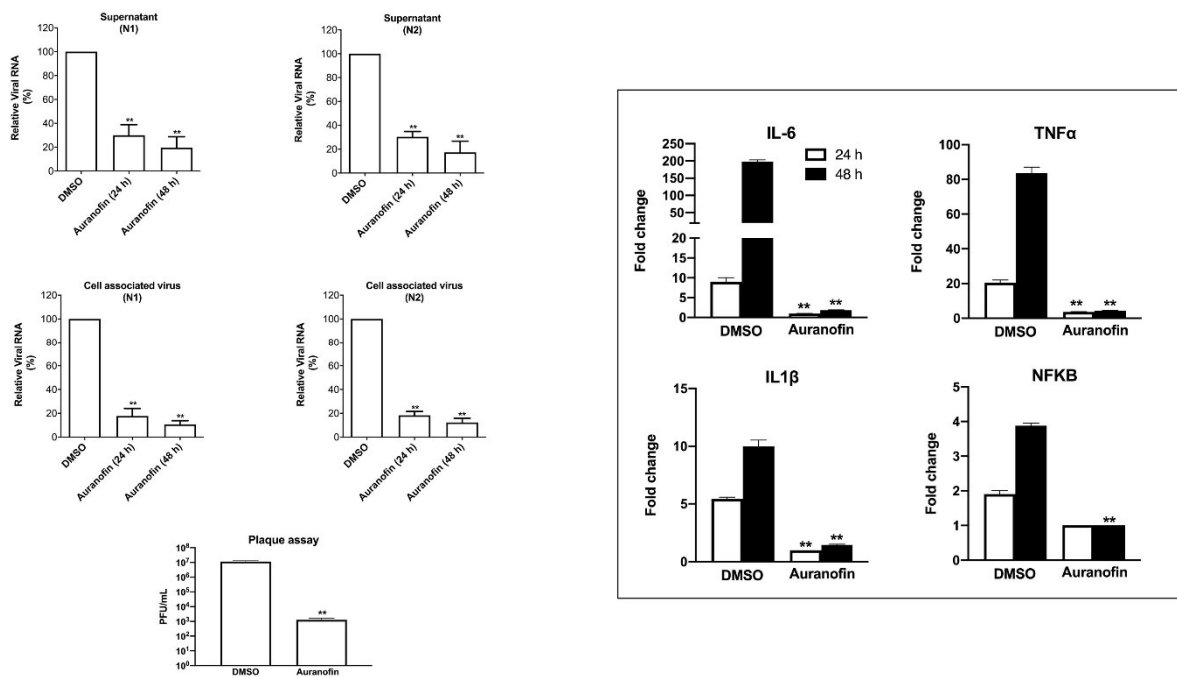 Supernatant
(N1)
Relative Viral RNA
(%)
120
100
80
60
40
20
0
**
**
DMSO
Auranofin (24 h)
Auranofin (48 h)
Supernatant
(N2)
Relative Viral RNA
(%)
120
100
80
60
40
20
0
**
**
DMSO
Auranofin (24 h)
Auranofin (48 h)
Cell associated virus
(N1)
Relative Viral RNA
(%)
120
100
80
60
40
20
0
**
**
DMSO
Auranofin (24 h)
Auranofin (48 h)
Cell associated virus
(N2)
Relative Viral RNA
(%)
120
100
80
60
40
20
0
**
**
DMSO
Auranofin (24 h)
Auranofin (48 h)
Plaque assay
PFU/mL
10⁸
10⁷
10⁶
10⁵
10⁴
10³
10²
10¹
10⁰
**
DMSO
Auranofin
IL-6
24 h
48 h
Fold change
250
200
150
100
50
20
15
10
5
0
** **
DMSO Auranofin
TNFα
Fold change
100
80
60
40
20
0
** **
DMSO Auranofin
IL1β
Fold change
15
10
5
0
** **
DMSO Auranofin
NFKB
Fold change
5
4
3
2
1
0
**
DMSO Auranofin